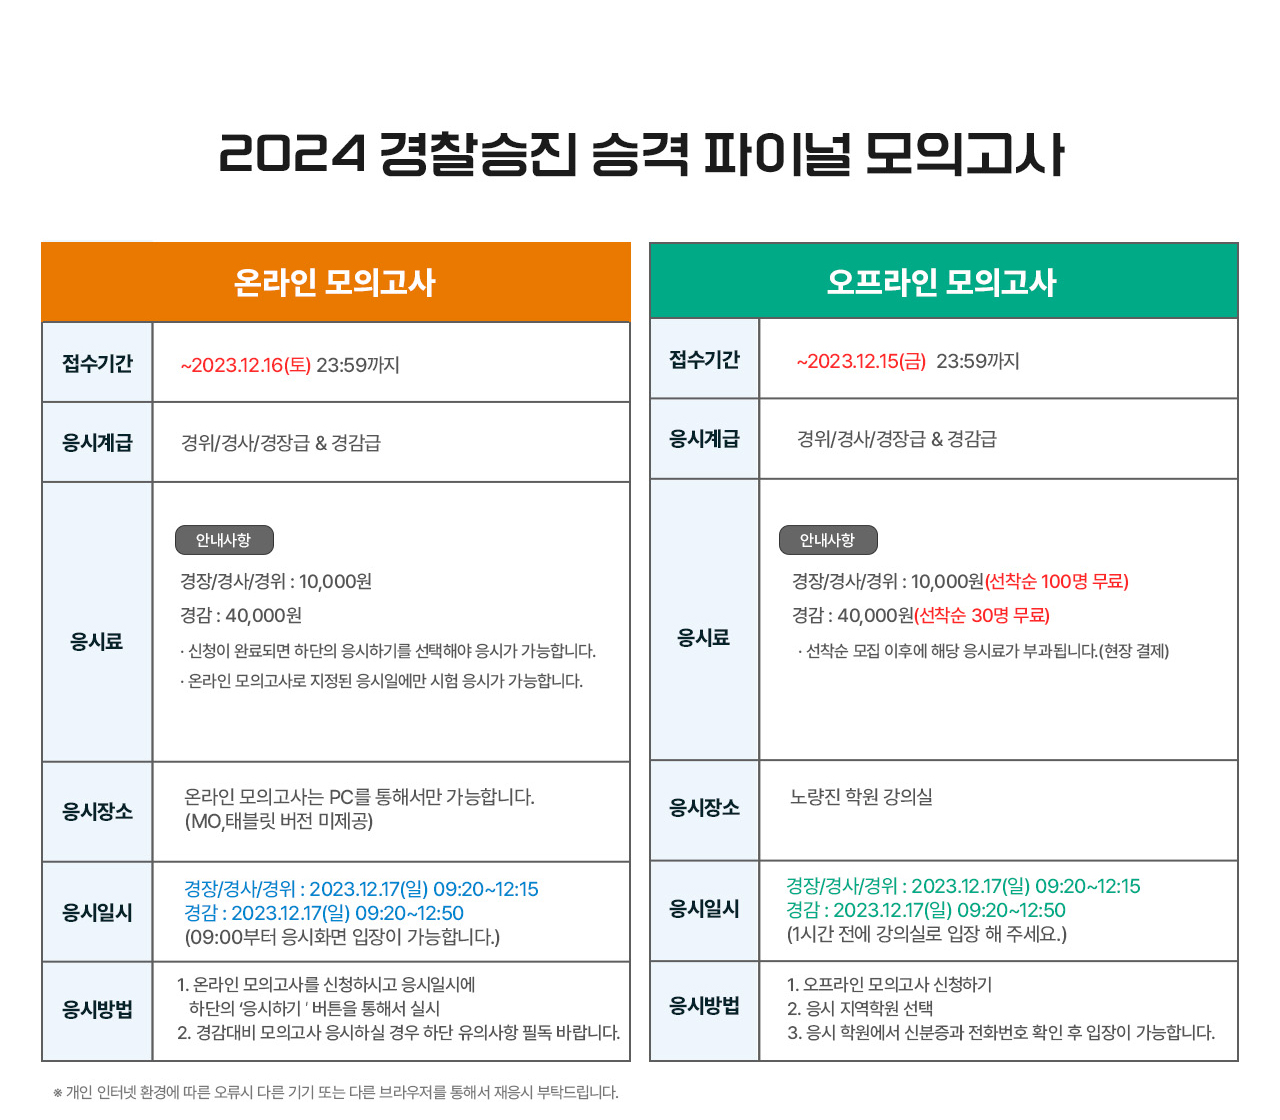 2024 경찰승진 승격 파이널 모의고사
온라인 모의고사
접수기간
~2023.12.16(토) 23:59까지
응시계급
경위/경사/경장급 & 경감급
응시료
안내사항
경장/경사/경위 : 10,000원
경감 : 40,000원
· 신청이 완료되면 하단의 응시하기를 선택해야 응시가 가능합니다.
· 온라인 모의고사로 지정된 응시일에만 시험 응시가 가능합니다.
응시장소
온라인 모의고사는 PC를 통해서만 가능합니다.
(MO,태블릿 버전 미제공)
응시일시
경장/경사/경위 : 2023.12.17(일) 09:20~12:15
경감 : 2023.12.17(일) 09:20~12:50
(09:00부터 응시화면 입장이 가능합니다.)
응시방법
1. 온라인 모의고사를 신청하시고 응시일시에
하단의 ‘응시하기 ’ 버튼을 통해서 실시
2. 경감대비 모의고사 응시하실 경우 하단 유의사항 필독 바랍니다.
오프라인 모의고사
접수기간
~2023.12.15(금) 23:59까지
응시계급
경위/경사/경장급 & 경감급
응시료
안내사항
경장/경사/경위 : 10,000원(선착순 100명 무료)
경감 : 40,000원(선착순 30명 무료)
· 선착순 모집 이후에 해당 응시료가 부과됩니다.(현장 결제)
응시장소
노량진 학원 강의실
응시일시
경장/경사/경위 : 2023.12.17(일) 09:20~12:15
경감 : 2023.12.17(일) 09:20~12:50
(1시간 전에 강의실로 입장 해 주세요.)
응시방법
1. 오프라인 모의고사 신청하기
2. 응시 지역학원 선택
3. 응시 학원에서 신분증과 전화번호 확인 후 입장이 가능합니다.
※ 개인 인터넷 환경에 따른 오류시 다른 기기 또는 다른 브라우저를 통해서 재응시 부탁드립니다.